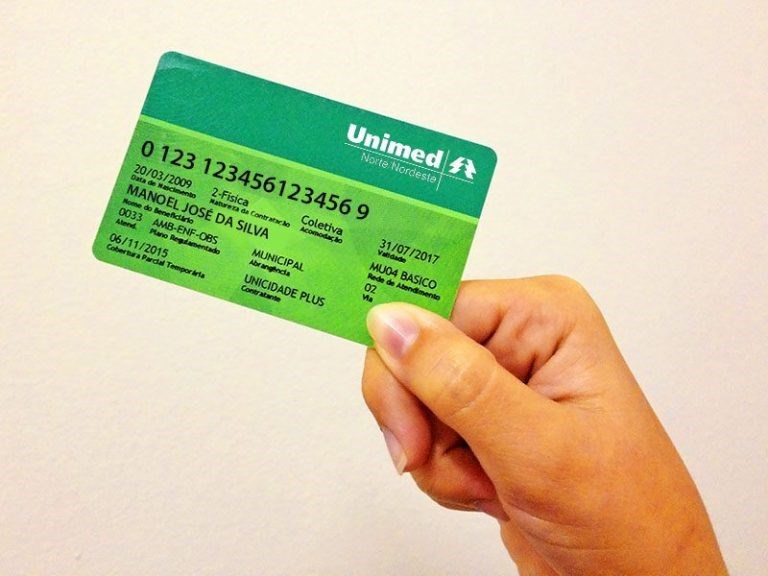 Unimed
Norte/Nordeste
0 123 123456123456 9
20/03/2009 2-Física Coletiva 31/07/2017
Data de Nascimento Natureza da Contratação Acomodação Validade
MANOEL JOSÉ DA SILVA
Nome do Beneficiário
0033 AMB-ENF-OBS MUNICIPAL MU04 BASICO
Atend. Plano Regulamentado Abrangência Rede de Atendimento
06/11/2015 UNICIDADE PLUS 02
Cobertura Parcial Temporária Contratante Via